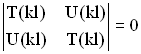 |T(kl) U(kl)|
|U(kl) T(kl)| = 0